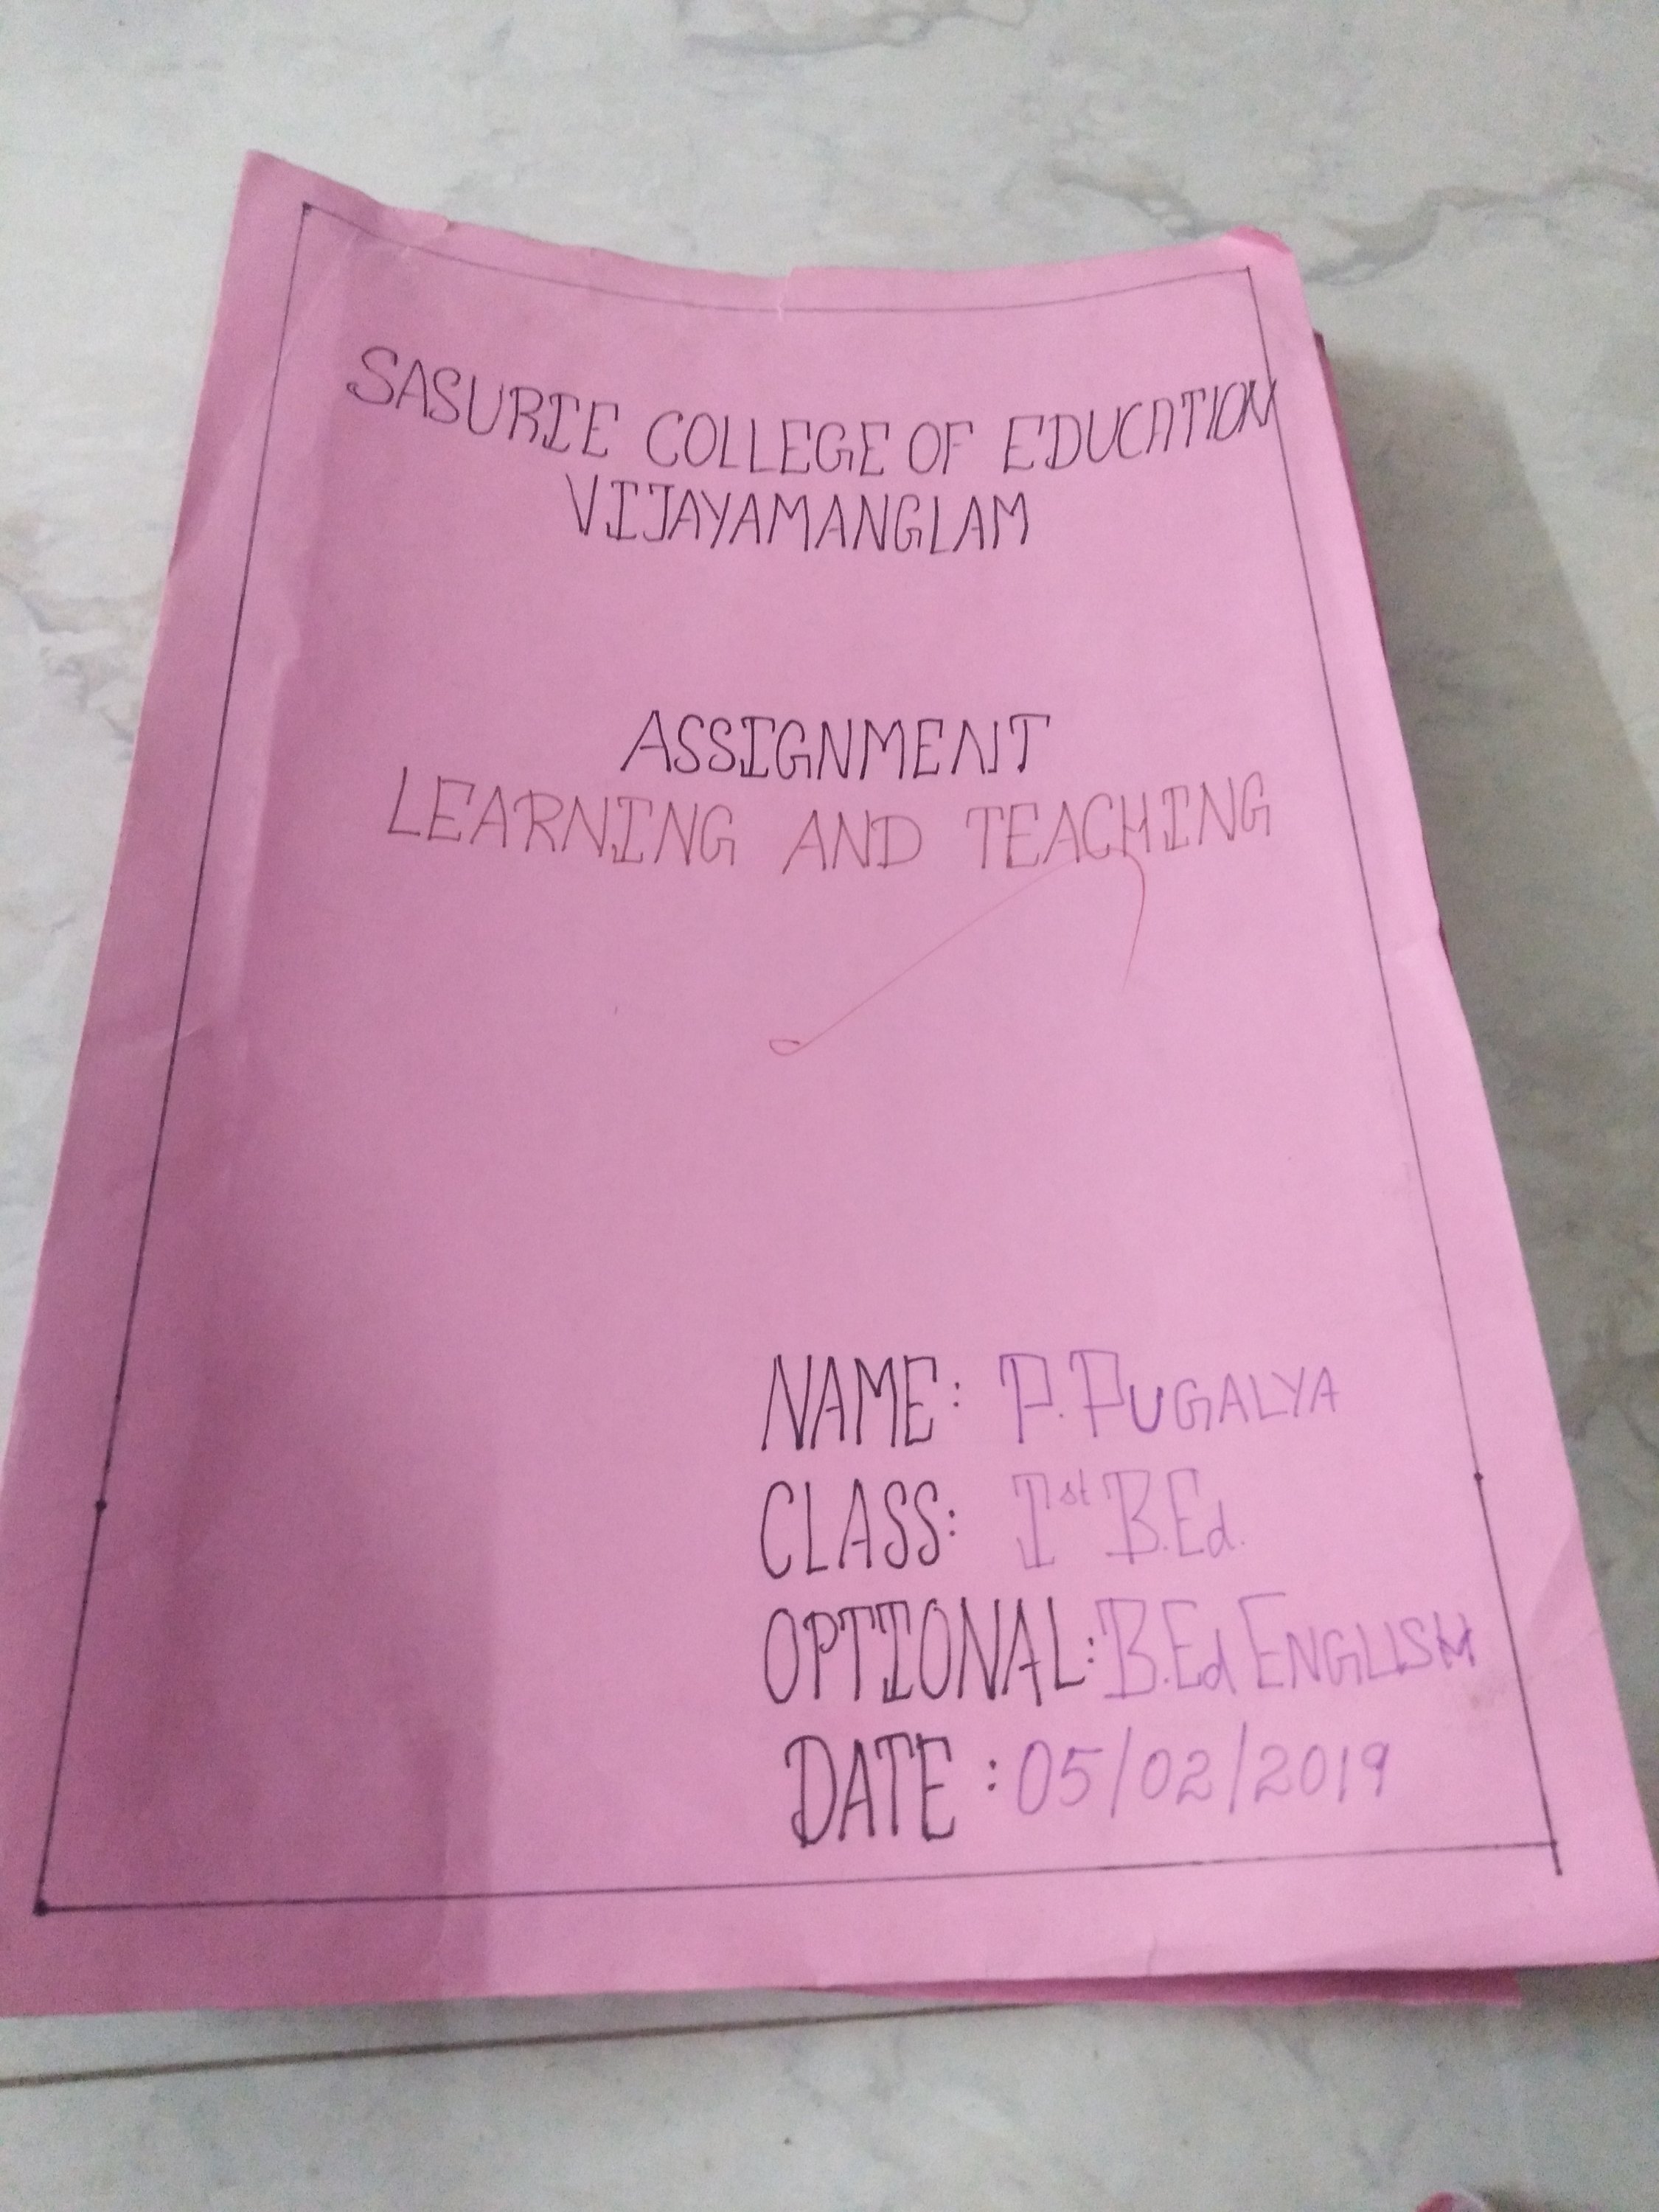 SASURIE COLLEGE OF EDUCATION
VIJAYAMANGLAM
ASSIGNMENT
LEARNING AND TEACHING
NAME: P. PUGALYA
CLASS: Ist B.Ed.
OPTIONAL: B.Ed ENGLISH
DATE : 05/02/2019